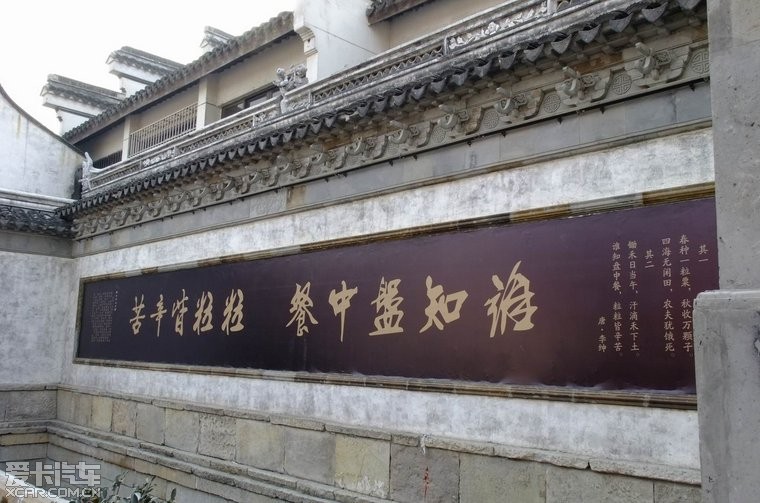 其一
春种一粒粟，秋收万颗子，
四海无闲田，农夫犹饿死。
其二
锄禾日当午，汗滴禾下土，
谁知盘中餐，粒粒皆辛苦。
唐·李绅
谁知盤中餐 粒粒皆辛苦
爱卡汽车
XCAR.COM.CN